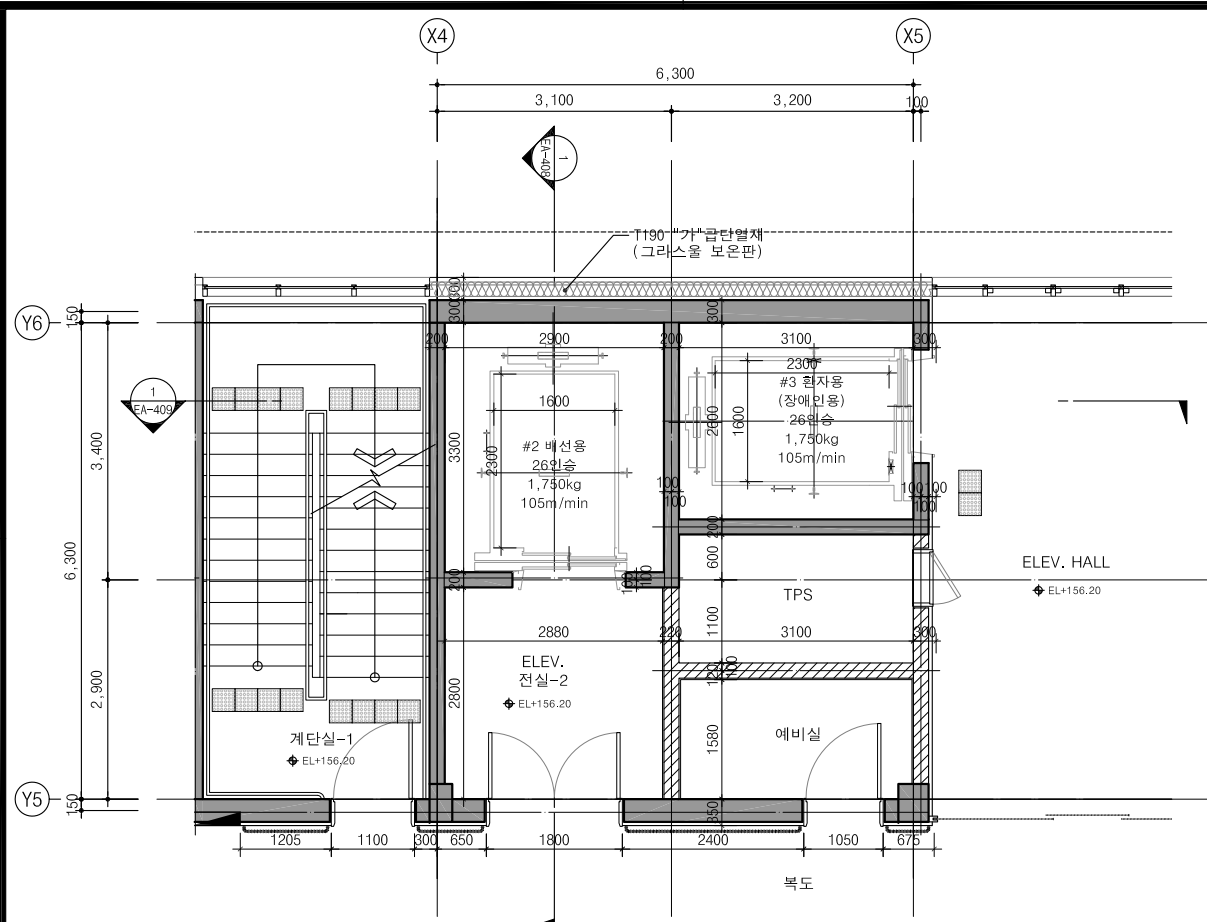 X4
X5
6,300
3,100
3,200
100
1
EA-408
T190 "가"급단열재
(그라스울 보온판)
Y6
150
300
300
300
200
2900
200
3100
300
1
EA-409
2300
1600
#3 환자용
(장애인용)
26인승
1,750kg
105m/min
2600
1600
3,400
3300
2300
#2 배선용
26인승
1,750kg
105m/min
100
100
100
100
100
6,300
200
200
600
100
100
ELEV. HALL
EL+156.20
TPS
1100
2880
220
3100
300
ELEV.
전실-2
EL+156.20
120
100
2,900
2800
1580
예비실
계단실-1
EL+156.20
Y5
150
350
1205
1100
300
650
1800
2400
1050
675
복도